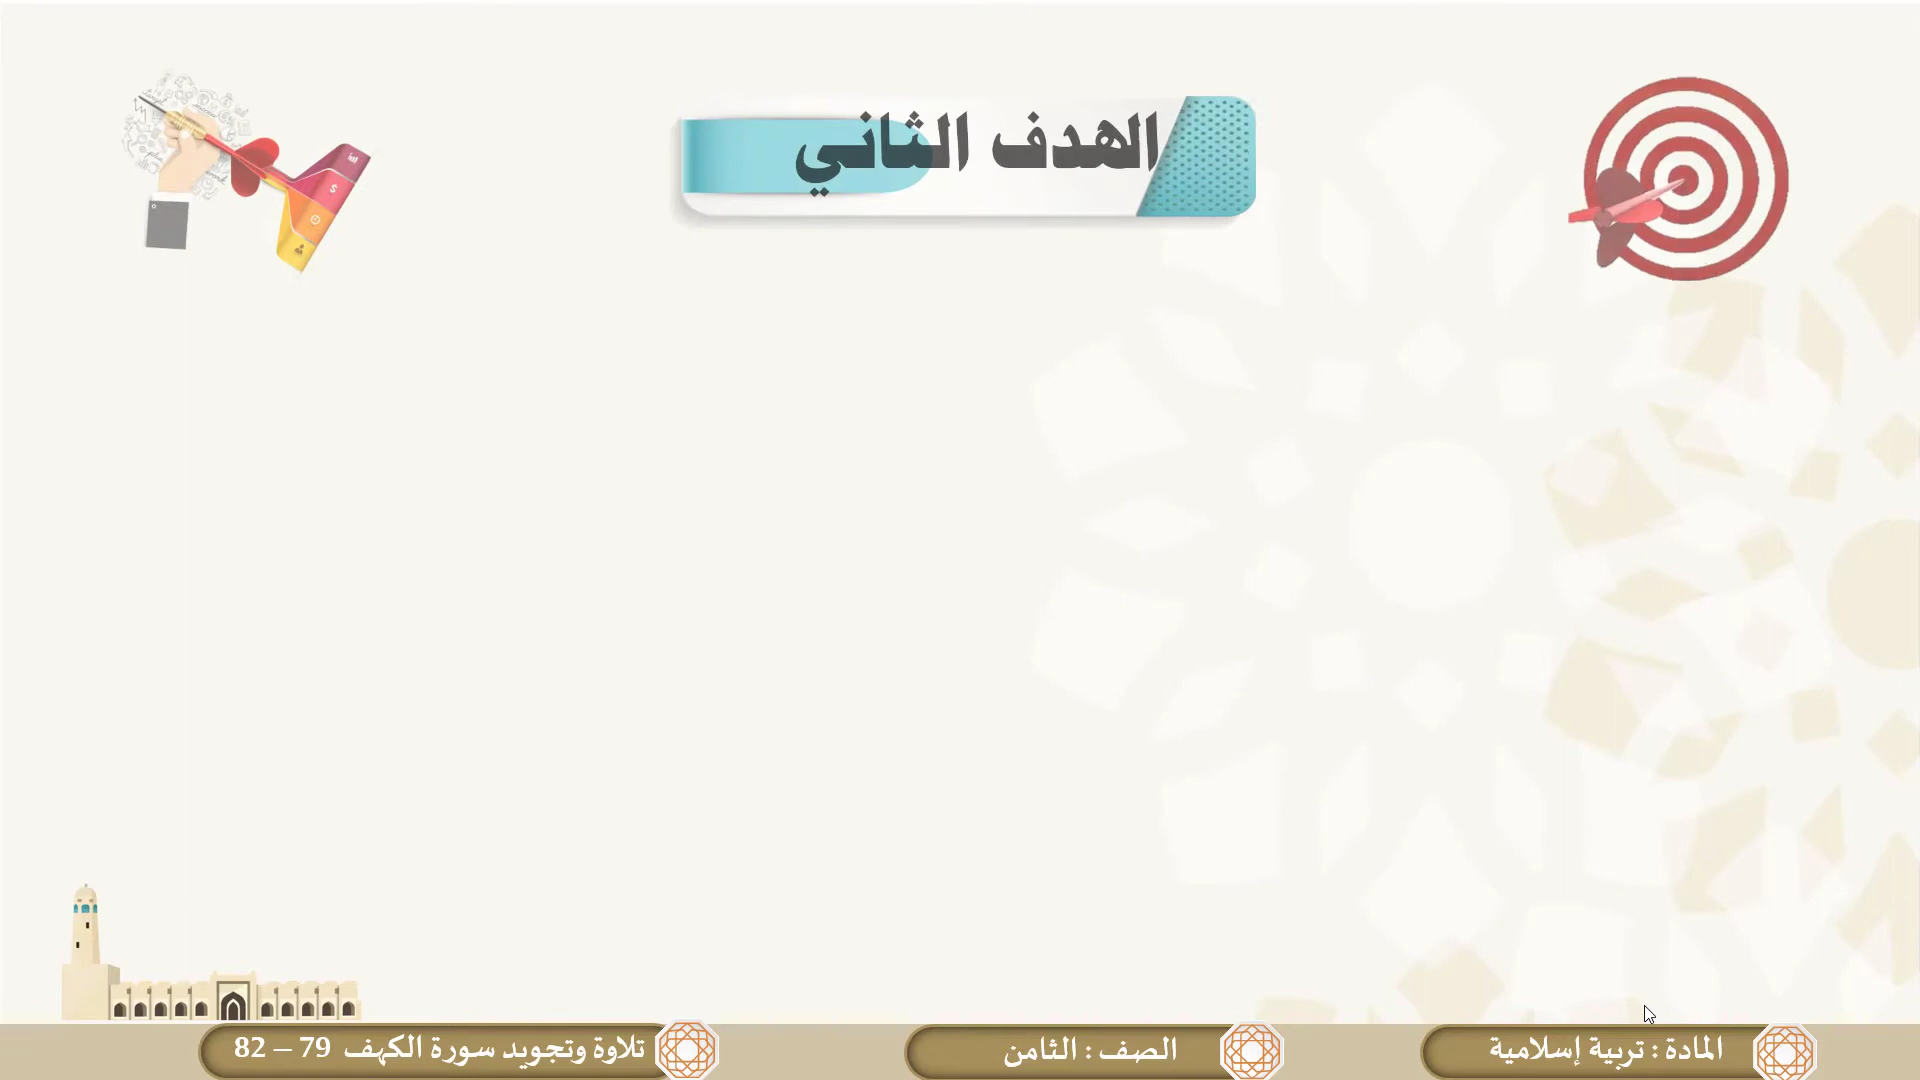 الهدف الثاني
المادة : تربية إسلامية
الصف : الثامن
تلاوة وتجويد سورة الكهف 79 – 82